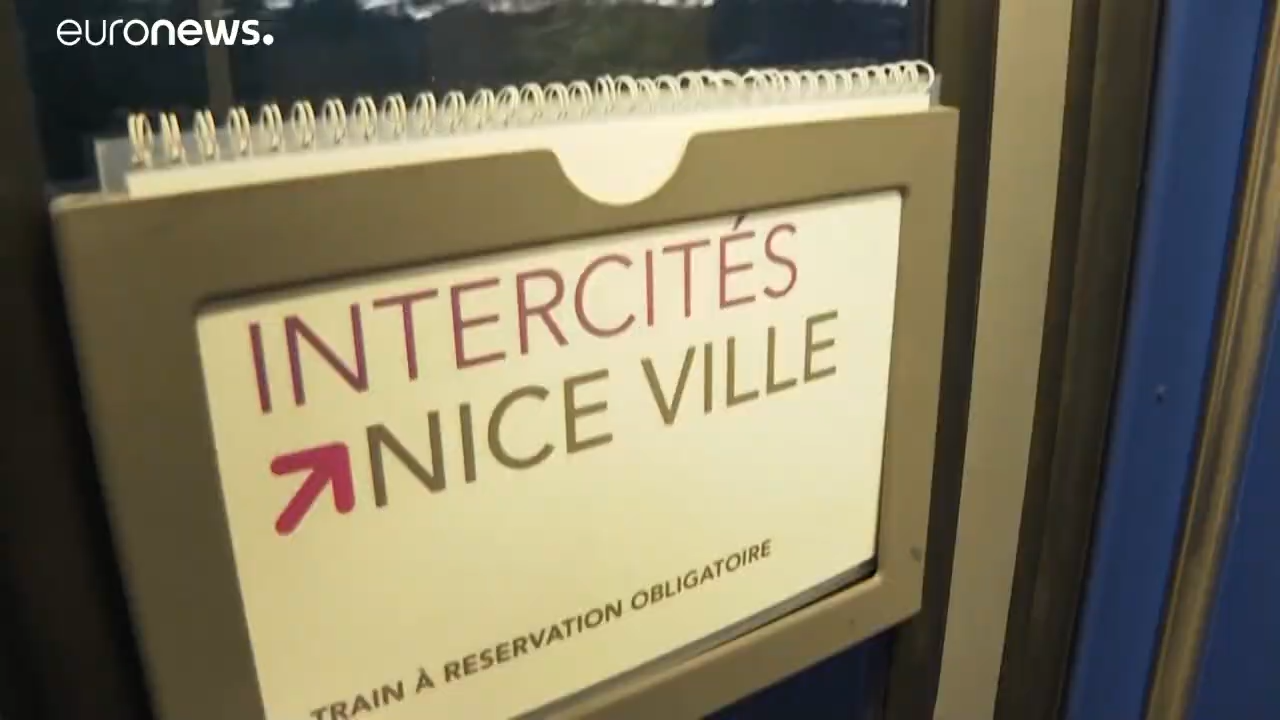 euronews.
INTERCITÉS
NICE VILLE
TRAIN À RESERVATION OBLIGATOIRE